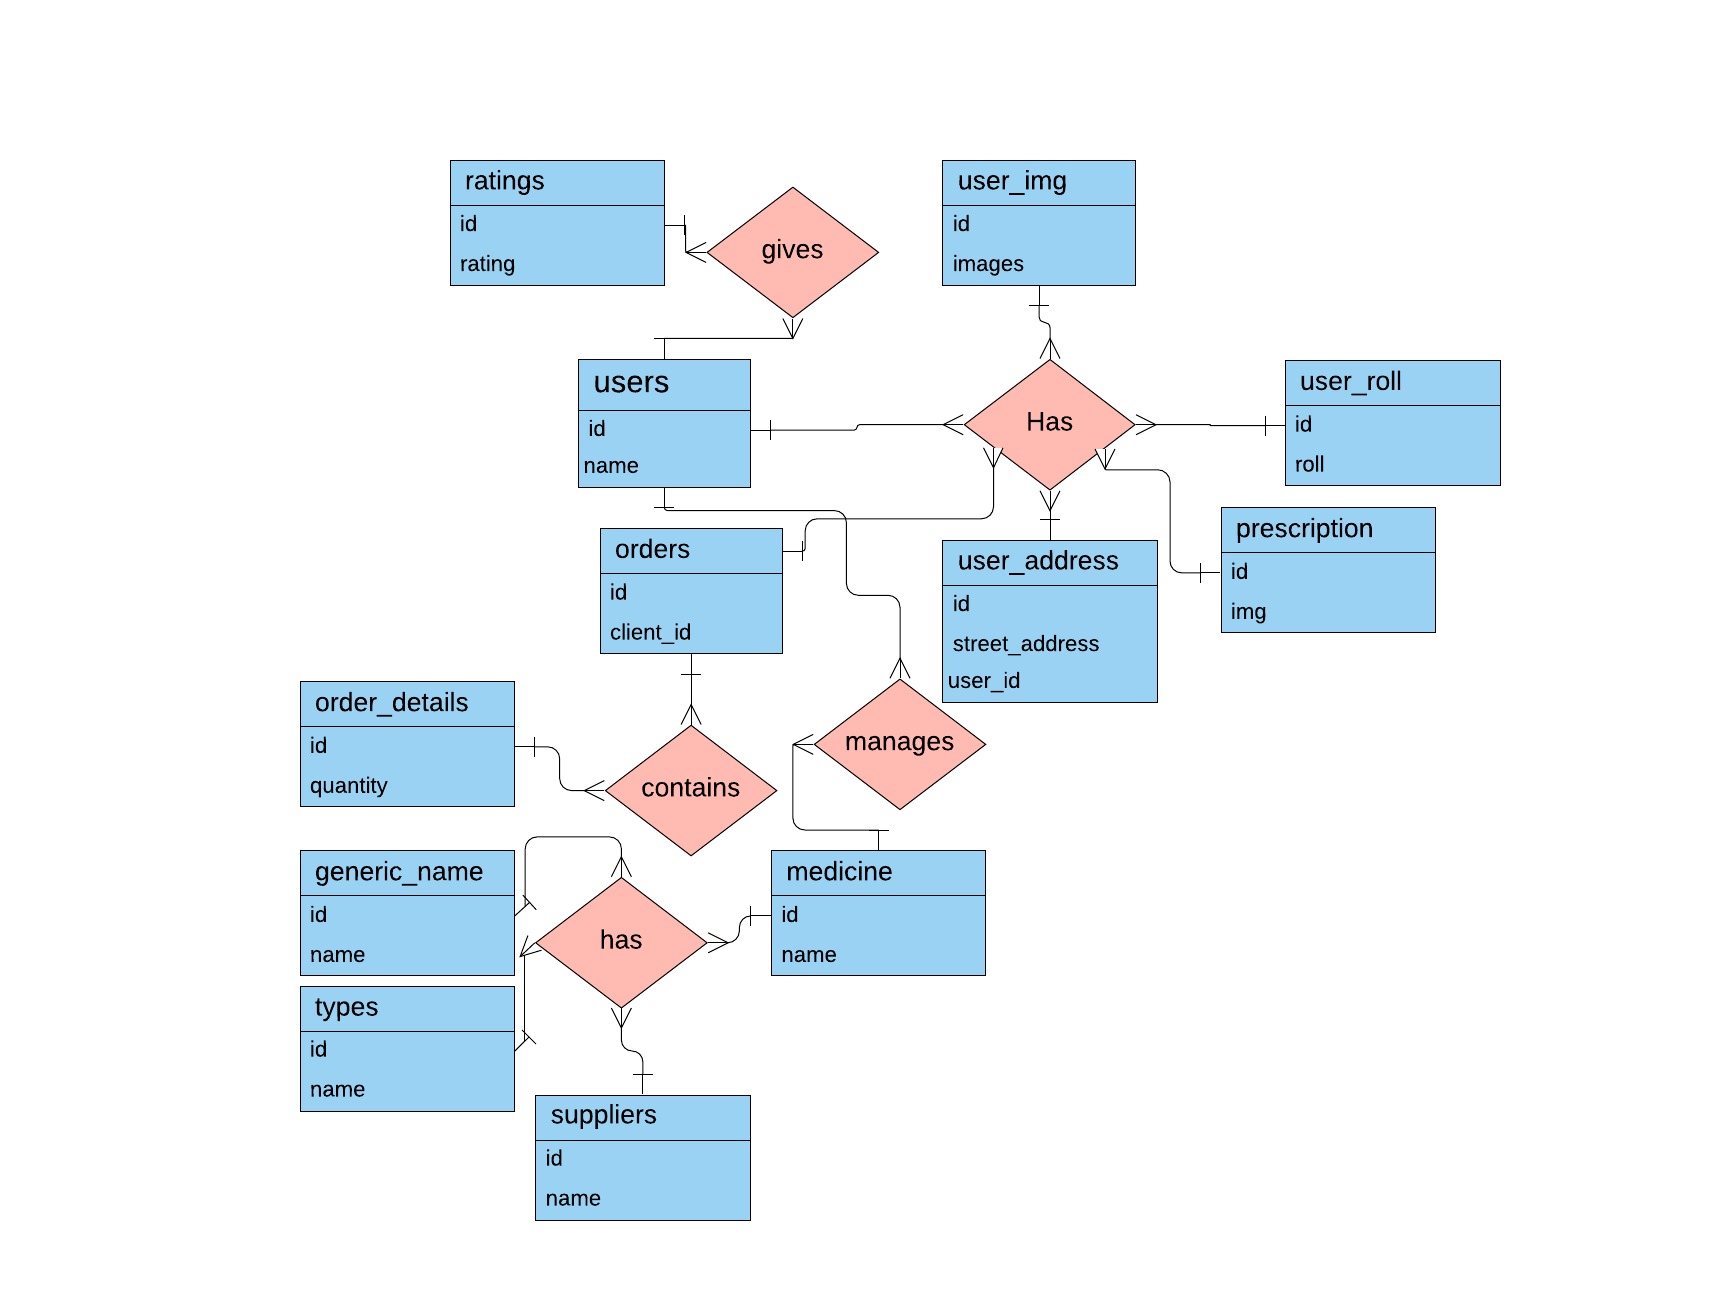 ratings
id
rating
gives
user_img
id
images
users
id
name
Has
user_roll
id
roll
orders
id
client_id
user_address
id
street_address
user_id
prescription
id
img
order_details
id
quantity
contains
manages
generic_name
id
name
has
medicine
id
name
types
id
name
suppliers
id
name